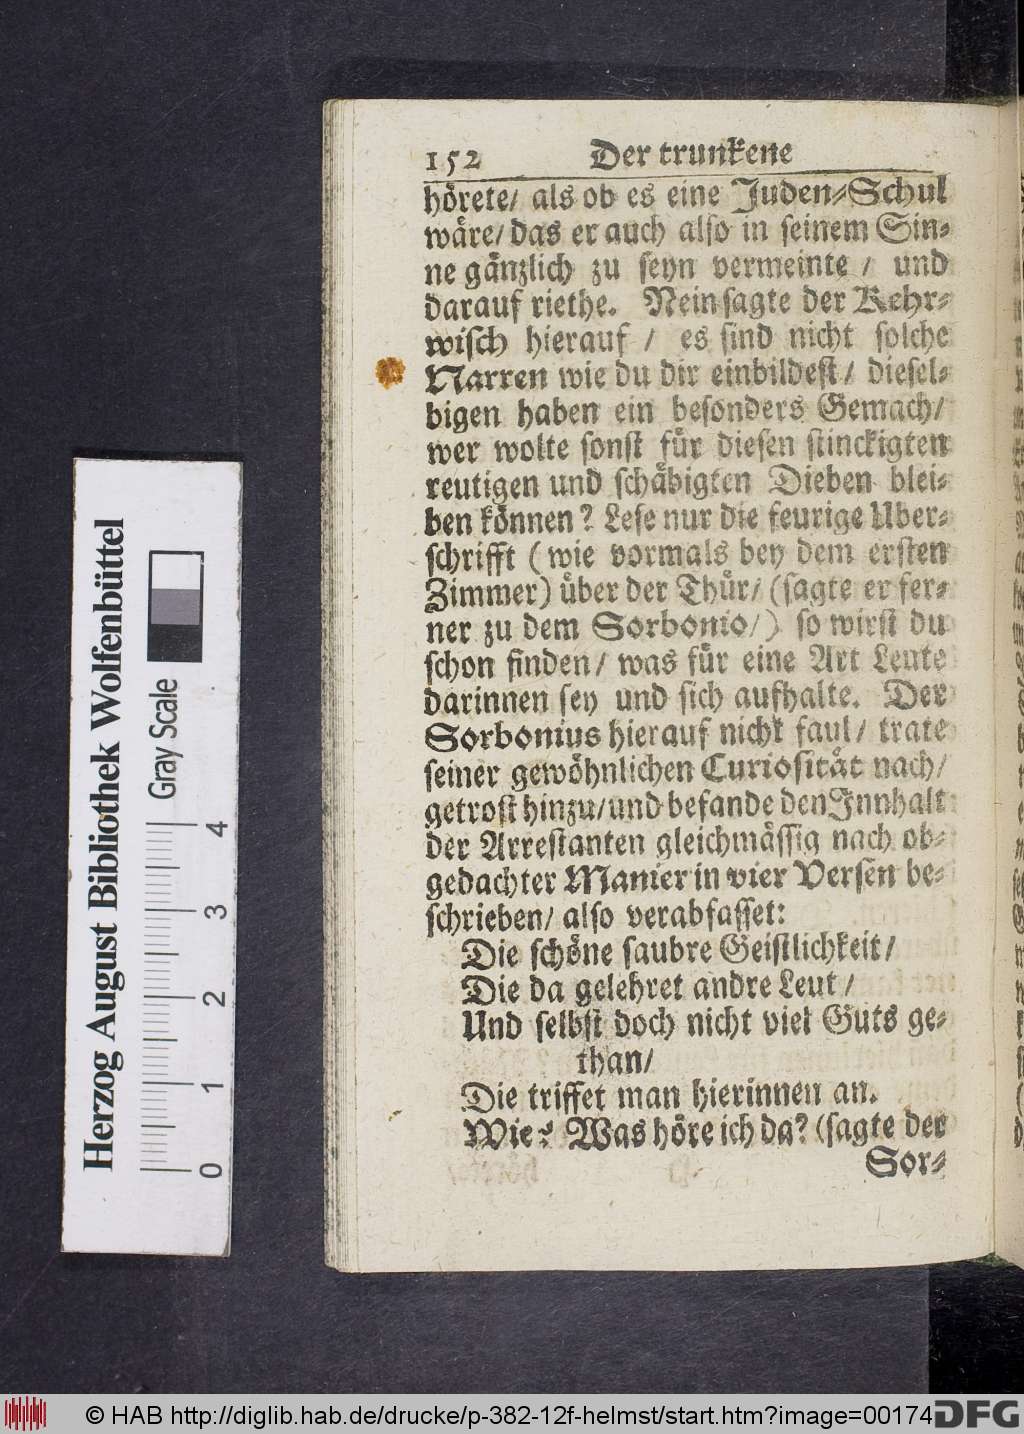 152 Der trunkene
hörete/ als ob es eine Juden-Schul
wäre/ das er auch also in seinem Sin-
ne gänzlich zu seyn vermeinte / und
darauf riethe. Nein sagte der Kehr-
wisch hierauf / es sind nicht solche
Narren wie du dir einbildest / diesel-
bigen haben ein besonders Gemach/
wer wolte sonst für diesen stinckigten
reutigen und schäbigten Dieben blei-
ben können? Lese nur die feurige Uber-
schrifft (wie vormals bey dem ersten
Zimmer) über der Thür/ (sagte er fer-
ner zu dem Sorbonio/) so wirst du
schon finden/ was für eine Art Leute
darinnen sey und sich aufhalte. Der
Sorbonius hierauf nicht faul/ trate
seiner gewöhnlichen Curiosität nach/
getrost hinzu/ und befande den Innhalt
der Arrestanten gleichmässig nach ob-
gedachter Manier in vier Versen be-
schrieben/ also verabfasset:
Die schöne saubre Geistlichkeit/
Die da gelehret andre Leut /
Und selbst doch nicht viel Guts ge-
than/
Die triffet man hierinnen an.
Wie? Was höre ich da? (sagte der
Sor-
Herzog August Bibliothek Wolfenbüttel
Gray Scale
0 1 2 3 4
© HAB http://diglib.hab.de/drucke/p-382-12f-helmst/start.htm?image=00174
DFG